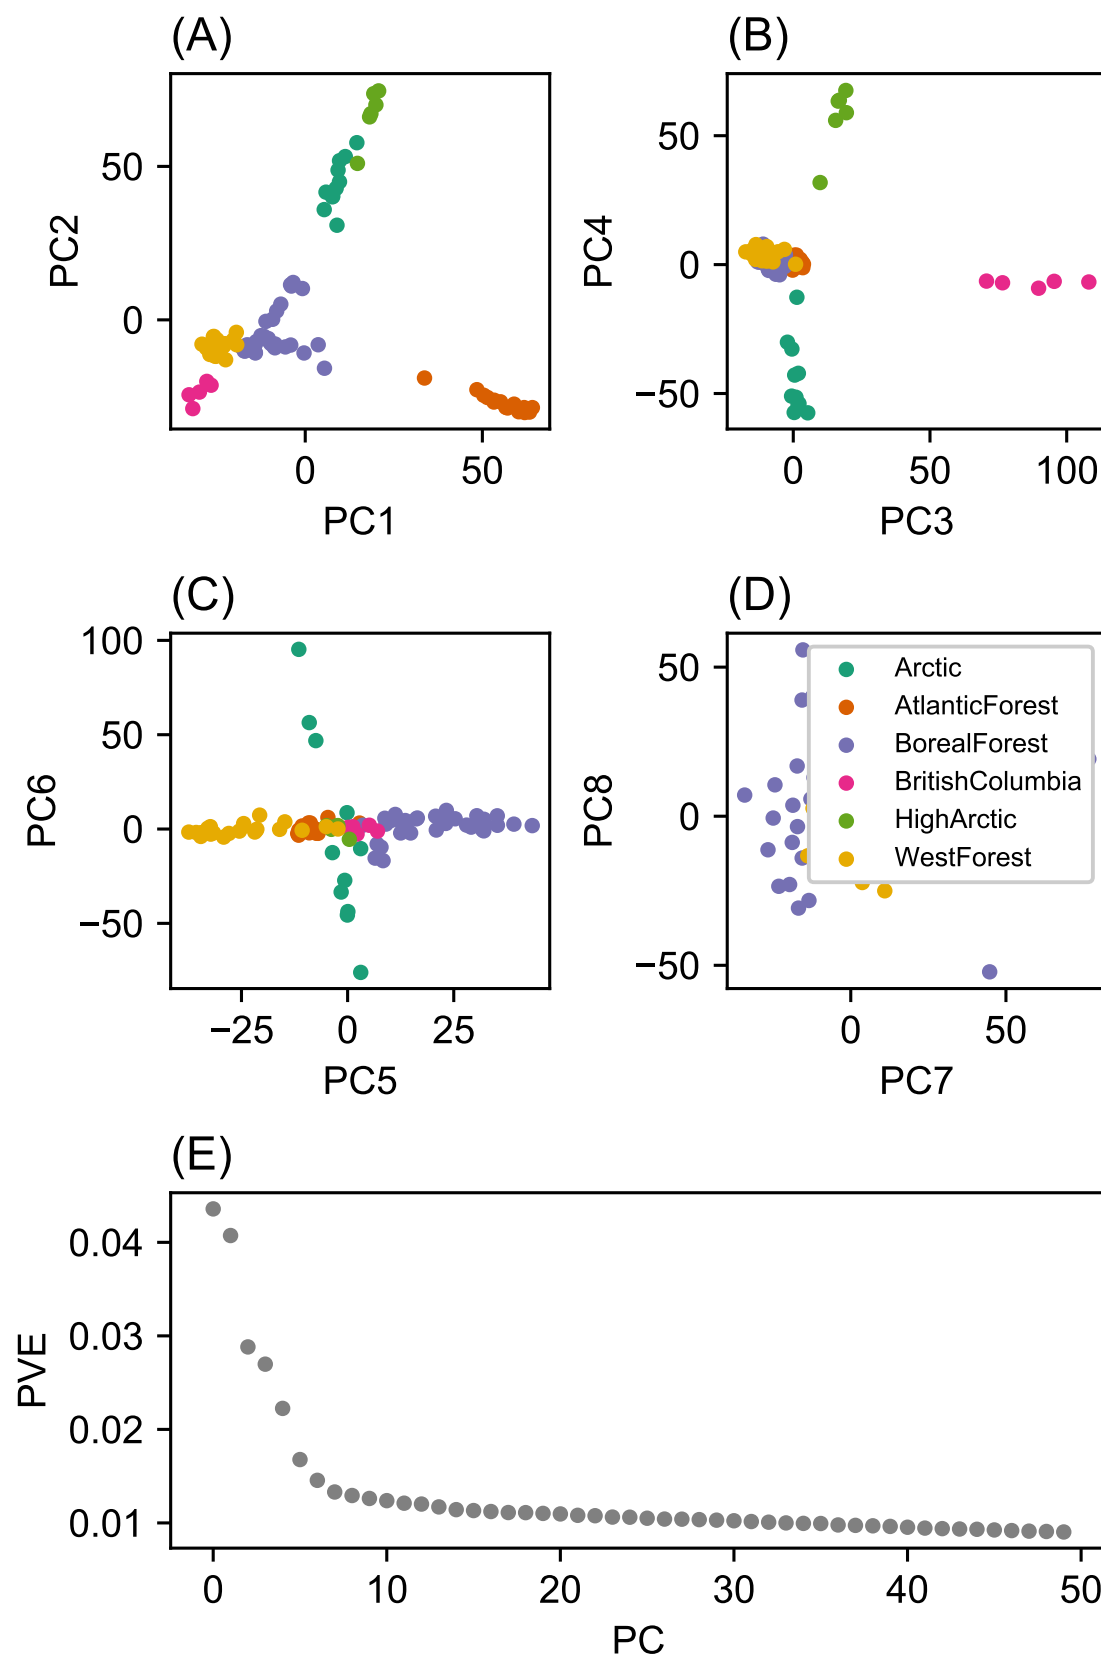 (A)
(B)
50
0
PC2
0
50
PC1
50
0
−50
PC4
0
50
100
PC3
(C)
(D)
100
50
0
−50
PC6
−25
0
25
PC5
50
0
−50
PC8
0
50
PC7
Arctic
AtlanticForest
BorealForest
BritishColumbia
HighArctic
WestForest
(E)
0.04
0.03
0.02
0.01
PVE
0
10
20
30
40
50
PC